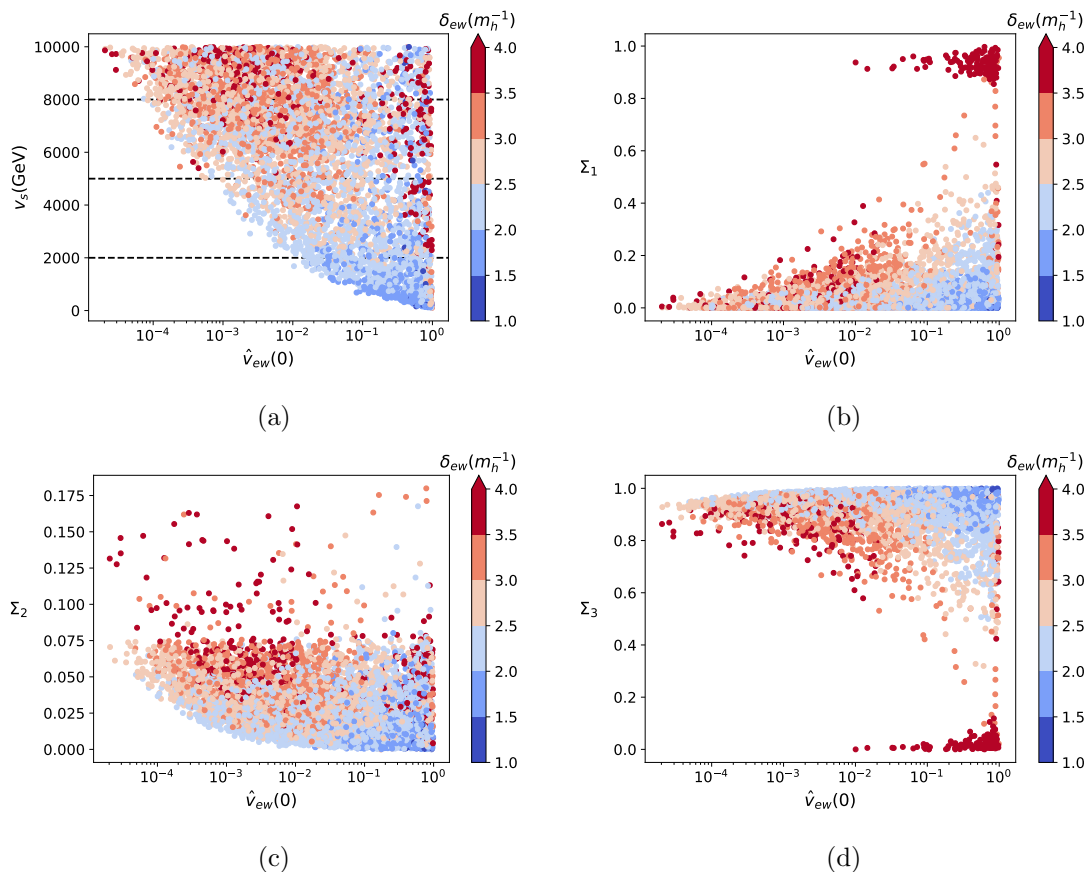 δ_ew(m_h^{-1})
10000
8000
6000
4000
2000
0
v_s(GeV)
10^{-4} 10^{-3} 10^{-2} 10^{-1} 10^0
v̂_ew(0)
4.0
3.5
3.0
2.5
2.0
1.5
1.0
(a)
δ_ew(m_h^{-1})
1.0
0.8
0.6
0.4
0.2
0.0
Σ_1
10^{-4} 10^{-3} 10^{-2} 10^{-1} 10^0
v̂_ew(0)
4.0
3.5
3.0
2.5
2.0
1.5
1.0
(b)
δ_ew(m_h^{-1})
0.175
0.150
0.125
0.100
0.075
0.050
0.025
0.000
Σ_2
10^{-4} 10^{-3} 10^{-2} 10^{-1} 10^0
v̂_ew(0)
4.0
3.5
3.0
2.5
2.0
1.5
1.0
(c)
δ_ew(m_h^{-1})
1.0
0.8
0.6
0.4
0.2
0.0
Σ_3
10^{-4} 10^{-3} 10^{-2} 10^{-1} 10^0
v̂_ew(0)
4.0
3.5
3.0
2.5
2.0
1.5
1.0
(d)